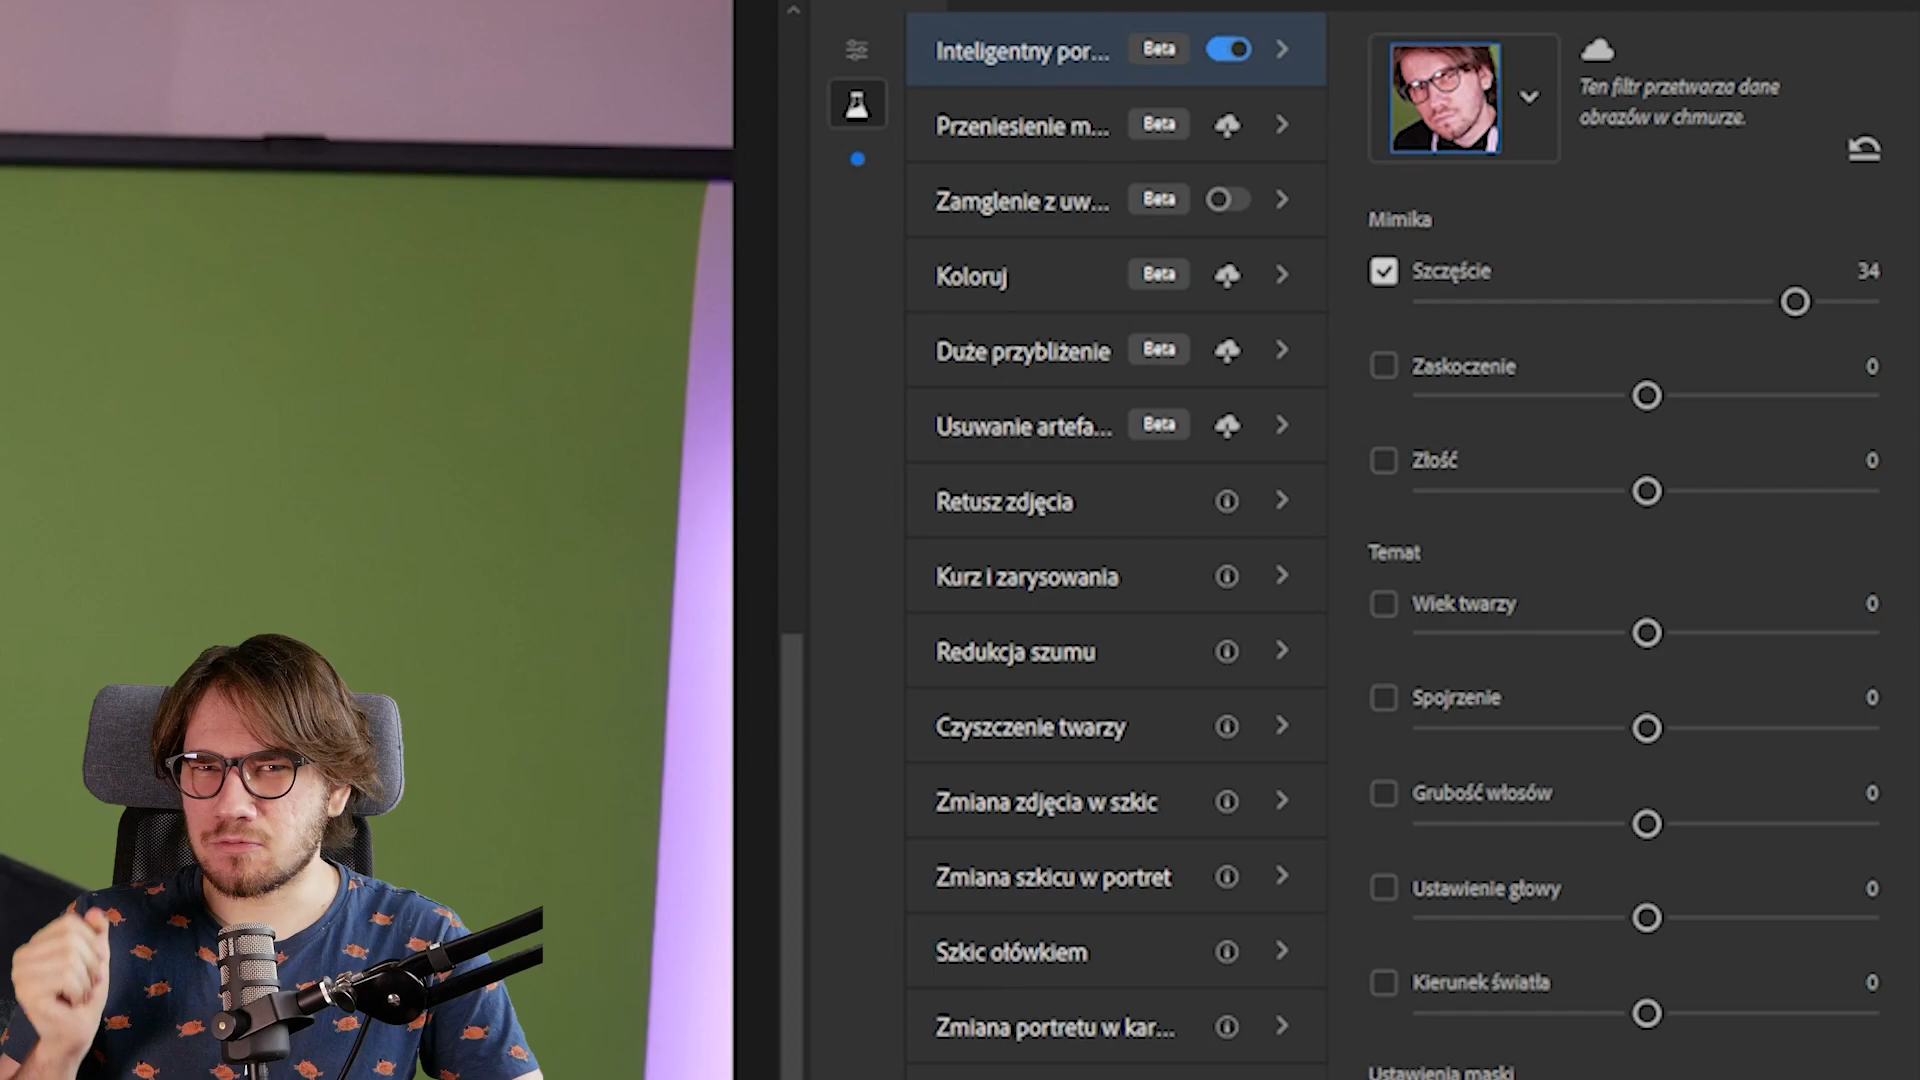 Inteligentny por... Beta
Przeniesienie m... Beta
Zamglenie z uw... Beta
Koloruj Beta
Duże przybliżenie Beta
Usuwanie artefa... Beta
Retusz zdjęcia
Kurz i zarysowania
Redukcja szumu
Czyszczenie twarzy
Zmiana zdjęcia w szkic
Zmiana szkicu w portret
Szkic ołówkiem
Zmiana portretu w kar...
Ten filtr przetwarza dane
obrazów w chmurze.
Mimika
Szczęście 34
Zaskoczenie 0
Złość 0
Temat
Wiek twarzy 0
Spojrzenie 0
Grubość włosów 0
Ustawienie głowy 0
Kierunek światła 0
Ustawienia maski